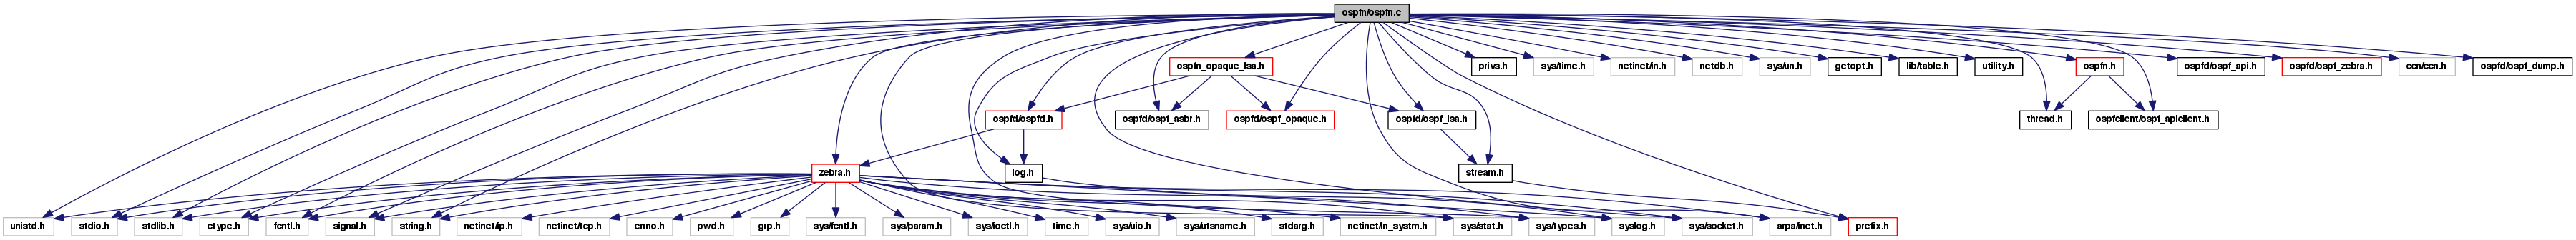 ospfn/ospfn.c
ospfn_opaque_lsa.h
privs.h
sys/time.h
netinet/in.h
netdb.h
sys/un.h
getopt.h
lib/table.h
utility.h
ospfn.h
ospfd/ospf_api.h
ospfd/ospf_zebra.h
ccn/ccn.h
ospfd/ospf_dump.h
ospfd/ospfd.h
ospfd/ospf_asbr.h
ospfd/ospf_opaque.h
ospfd/ospf_lsa.h
thread.h
ospfclient/ospf_apiclient.h
zebra.h
log.h
stream.h
unistd.h
stdio.h
stdlib.h
ctype.h
fcntl.h
signal.h
string.h
netinet/ip.h
netinet/tcp.h
errno.h
pwd.h
grp.h
sys/fcntl.h
sys/param.h
sys/ioctl.h
time.h
sys/uio.h
sys/utsname.h
stdarg.h
netinet/in_systm.h
sys/stat.h
sys/types.h
syslog.h
sys/socket.h
arpa/inet.h
prefix.h